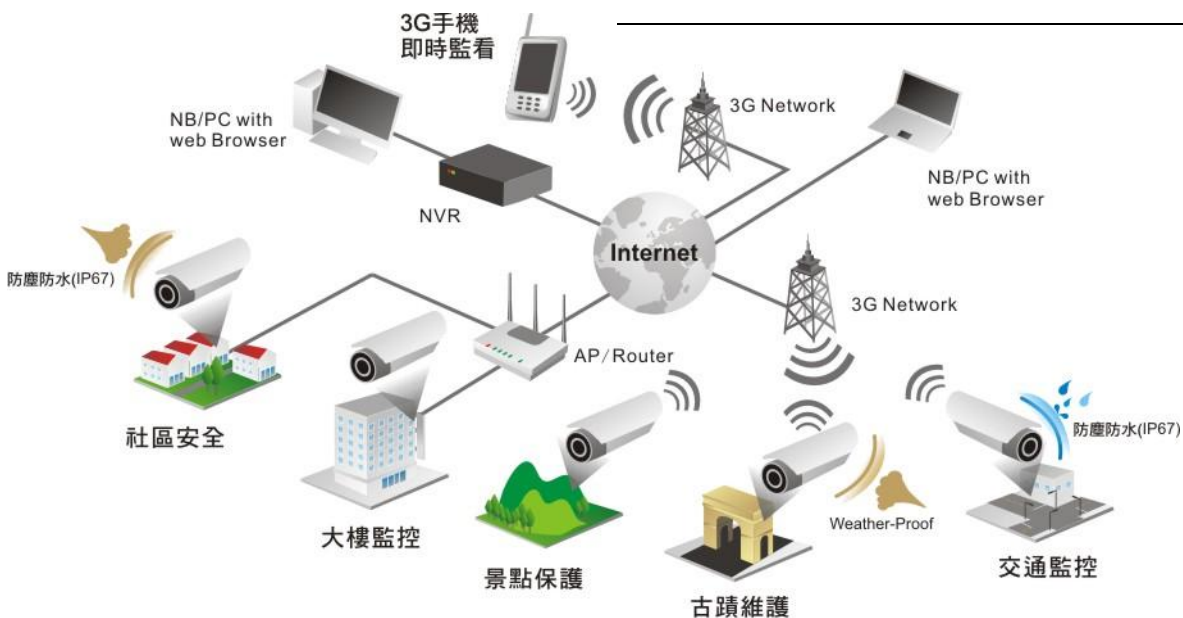 3G手機
即時監看
3G Network
NB/PC with
web Browser
NVR
NB/PC with
web Browser
Internet
防塵防水(IP67)
3G Network
AP/Router
社區安全
防塵防水(IP67)
大樓監控
Weather-Proof
景點保護
古蹟維護
交通監控